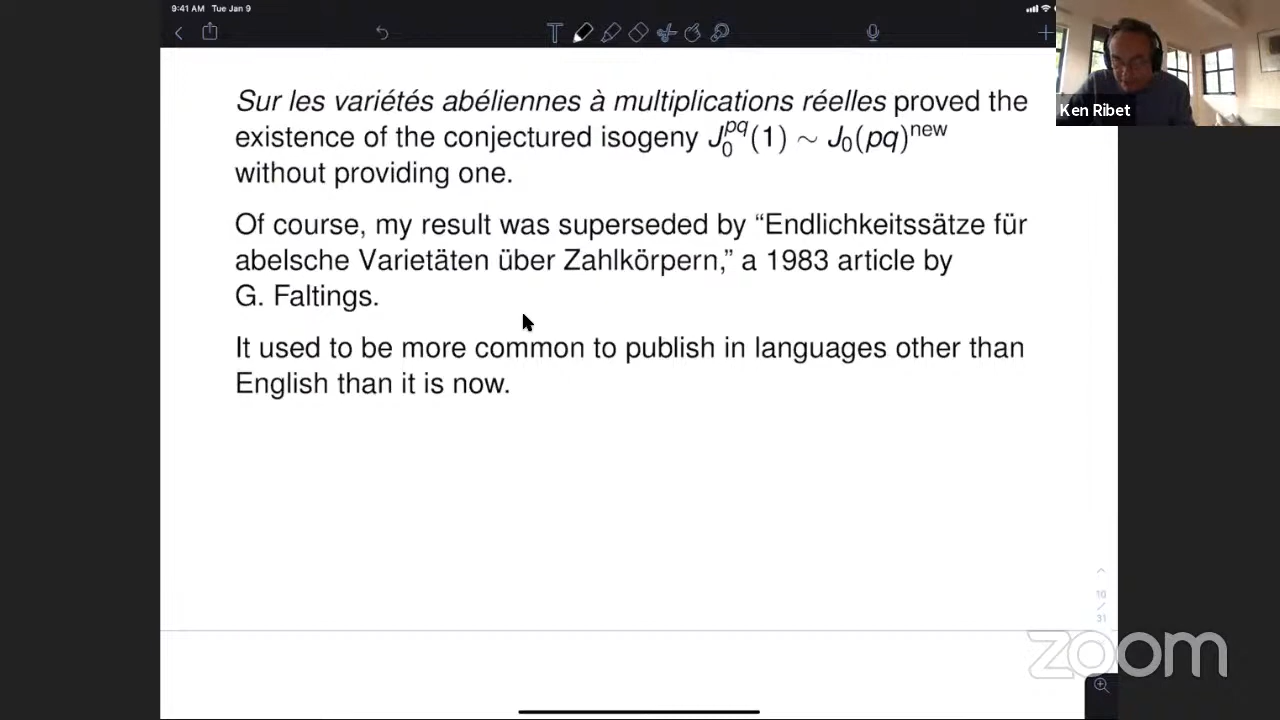 9:41 AM Tue Jan 9
Ken Ribet
Sur les variétés abéliennes à multiplications réelles proved the
existence of the conjectured isogeny J₀^{pq}(1) ∼ J₀(pq)^{new}
without providing one.
Of course, my result was superseded by “Endlichkeitssätze für
abelsche Varietäten über Zahlkörpern,” a 1983 article by
G. Faltings.
It used to be more common to publish in languages other than
English than it is now.
10
/
31
zoom